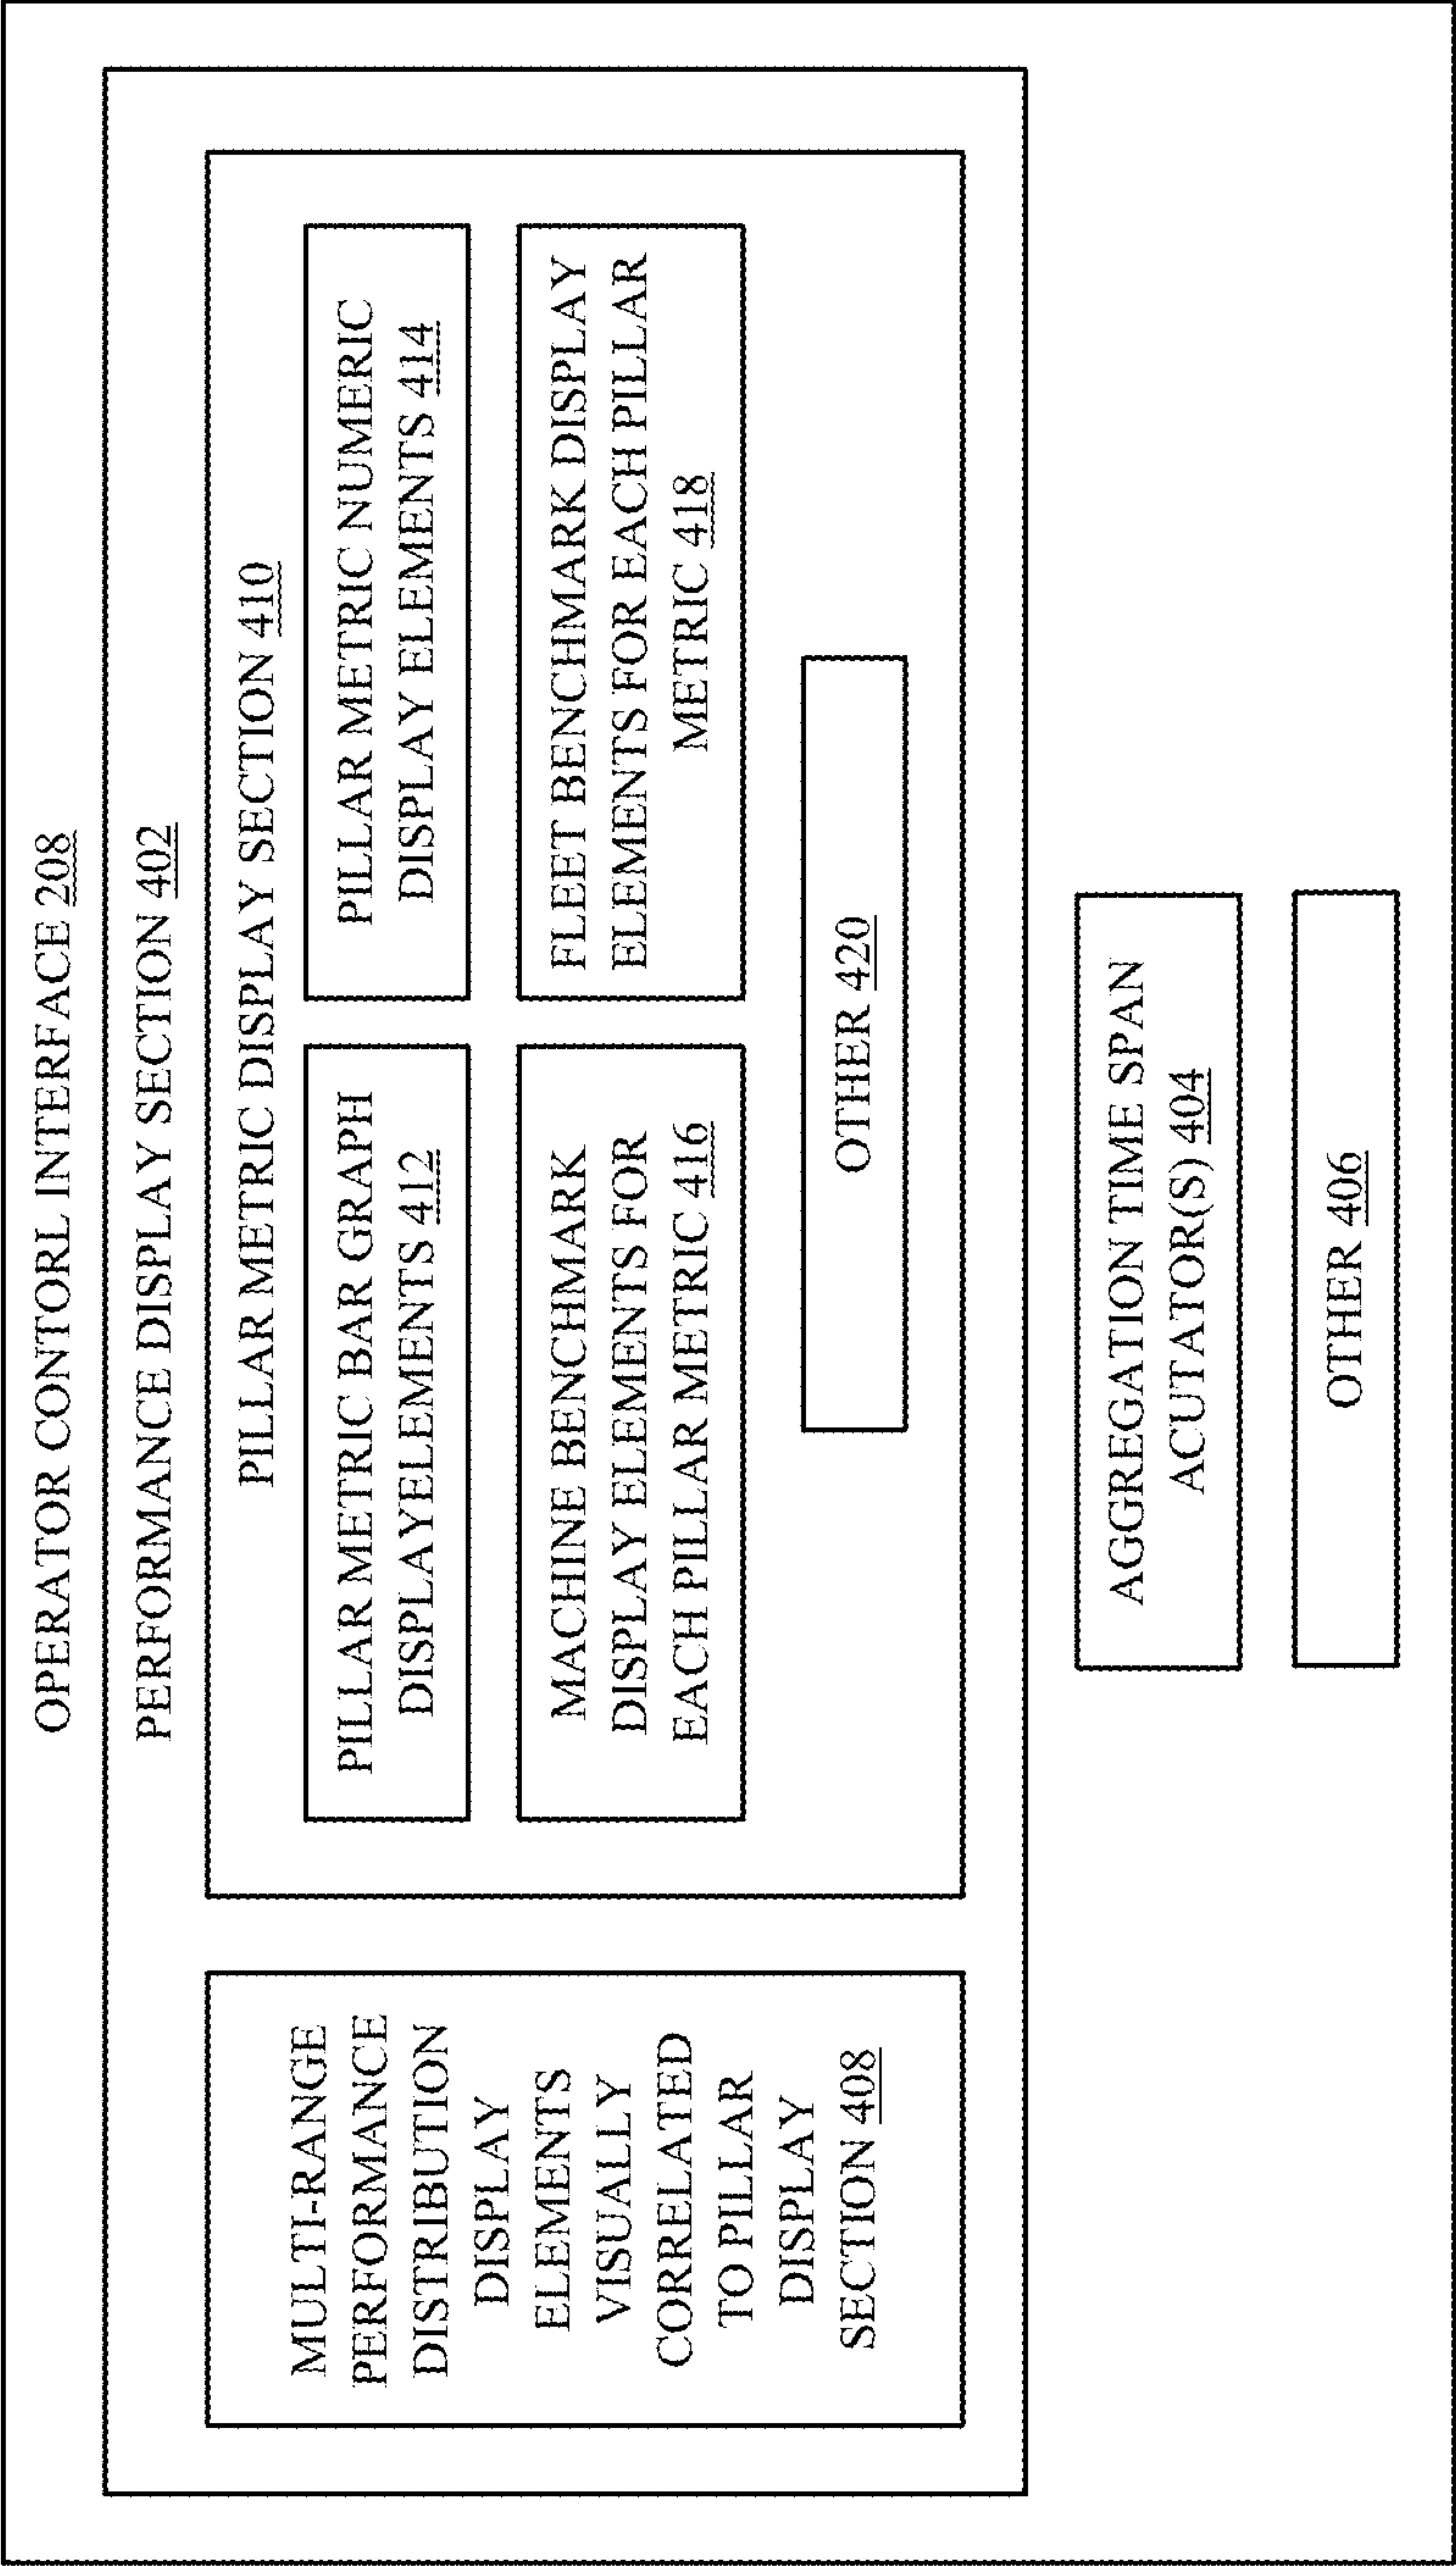 OPERATOR CONTORL INTERFACE 208
PERFORMANCE DISPLAY SECTION 402
MULTI-RANGE
PERFORMANCE
DISTRIBUTION
DISPLAY
ELEMENTS
VISUALLY
CORRELATED
TO PILLAR
DISPLAY
SECTION 408
PILLAR METRIC DISPLAY SECTION 410
PILLAR METRIC BAR GRAPH
DISPLAYELEMENTS 412
PILLAR METRIC NUMERIC
DISPLAY ELEMENTS 414
MACHINE BENCHMARK
DISPLAY ELEMENTS FOR
EACH PILLAR METRIC 416
FLEET BENCHMARK DISPLAY
ELEMENTS FOR EACH PILLAR
METRIC 418
OTHER 420
AGGREGATION TIME SPAN
ACUTATOR(S) 404
OTHER 406